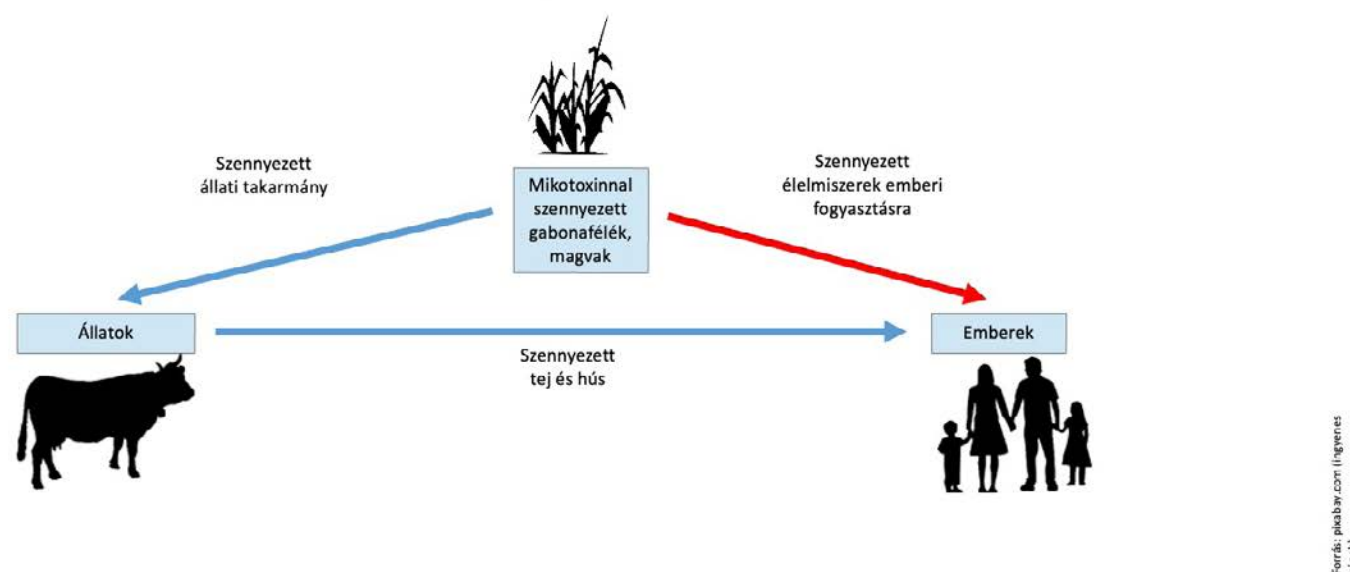 Szennyezett
állati takarmány
Mikotoxinnal
szennyezett
gabonafélék,
magvak
Szennyezett
élelmiszerek emberi
fogyasztásra
Állatok
Szennyezett
tej és hús
Emberek
Forrás: pixabay.com (ingyenes